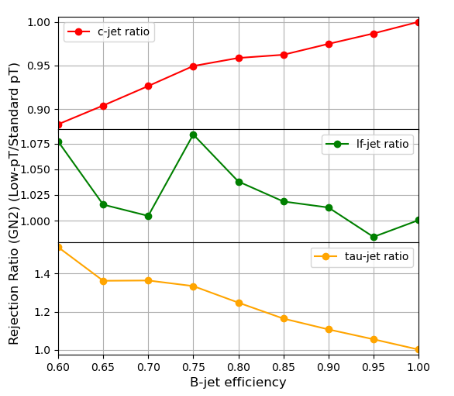 Rejection Ratio (GN2) (Low-pT/Standard pT)
1.00
0.95
0.90
c-jet ratio
1.075
1.050
1.025
1.000
lf-jet ratio
1.4
1.2
1.0
tau-jet ratio
0.60 0.65 0.70 0.75 0.80 0.85 0.90 0.95 1.00
B-jet efficiency